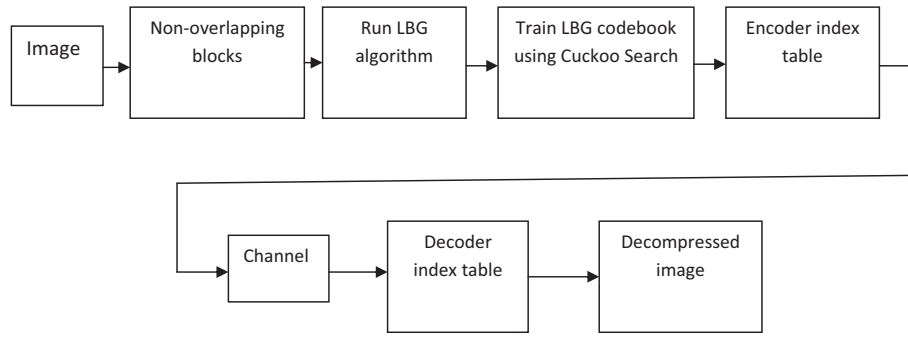 Image
Non-overlapping
blocks
Run LBG
algorithm
Train LBG codebook
using Cuckoo Search
Encoder index
table
Channel
Decoder
index table
Decompressed
image